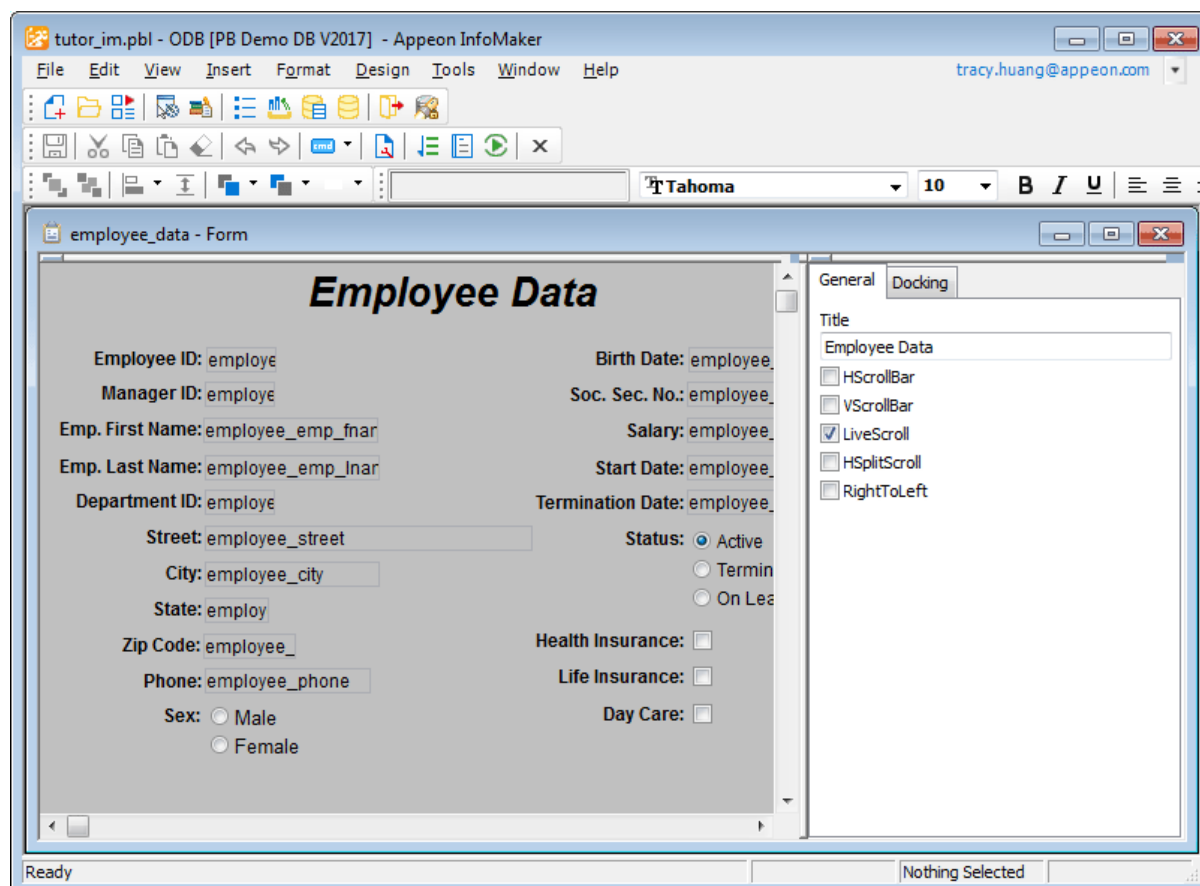 tutor_im.pbl - ODB [PB Demo DB V2017] - Appeon InfoMaker
File Edit View Insert Format Design Tools Window Help tracy.huang@appeon.com
cmd
Tahoma 10 B I U
employee_data - Form
Employee Data
General Docking
Title
Employee Data
HScrollBar
VScrollBar
LiveScroll
HSplitScroll
RightToLeft
Employee ID: employe
Manager ID: employe
Emp. First Name: employee_emp_fnar
Emp. Last Name: employee_emp_lnar
Department ID: employe
Street: employee_street
City: employee_city
State: employ
Zip Code: employee_
Phone: employee_phone
Sex: Male
Female
Birth Date: employee_
Soc. Sec. No.: employee_
Salary: employee_
Start Date: employee_
Termination Date: employee_
Status: Active
Termin
On Lea
Health Insurance:
Life Insurance:
Day Care:
Ready Nothing Selected